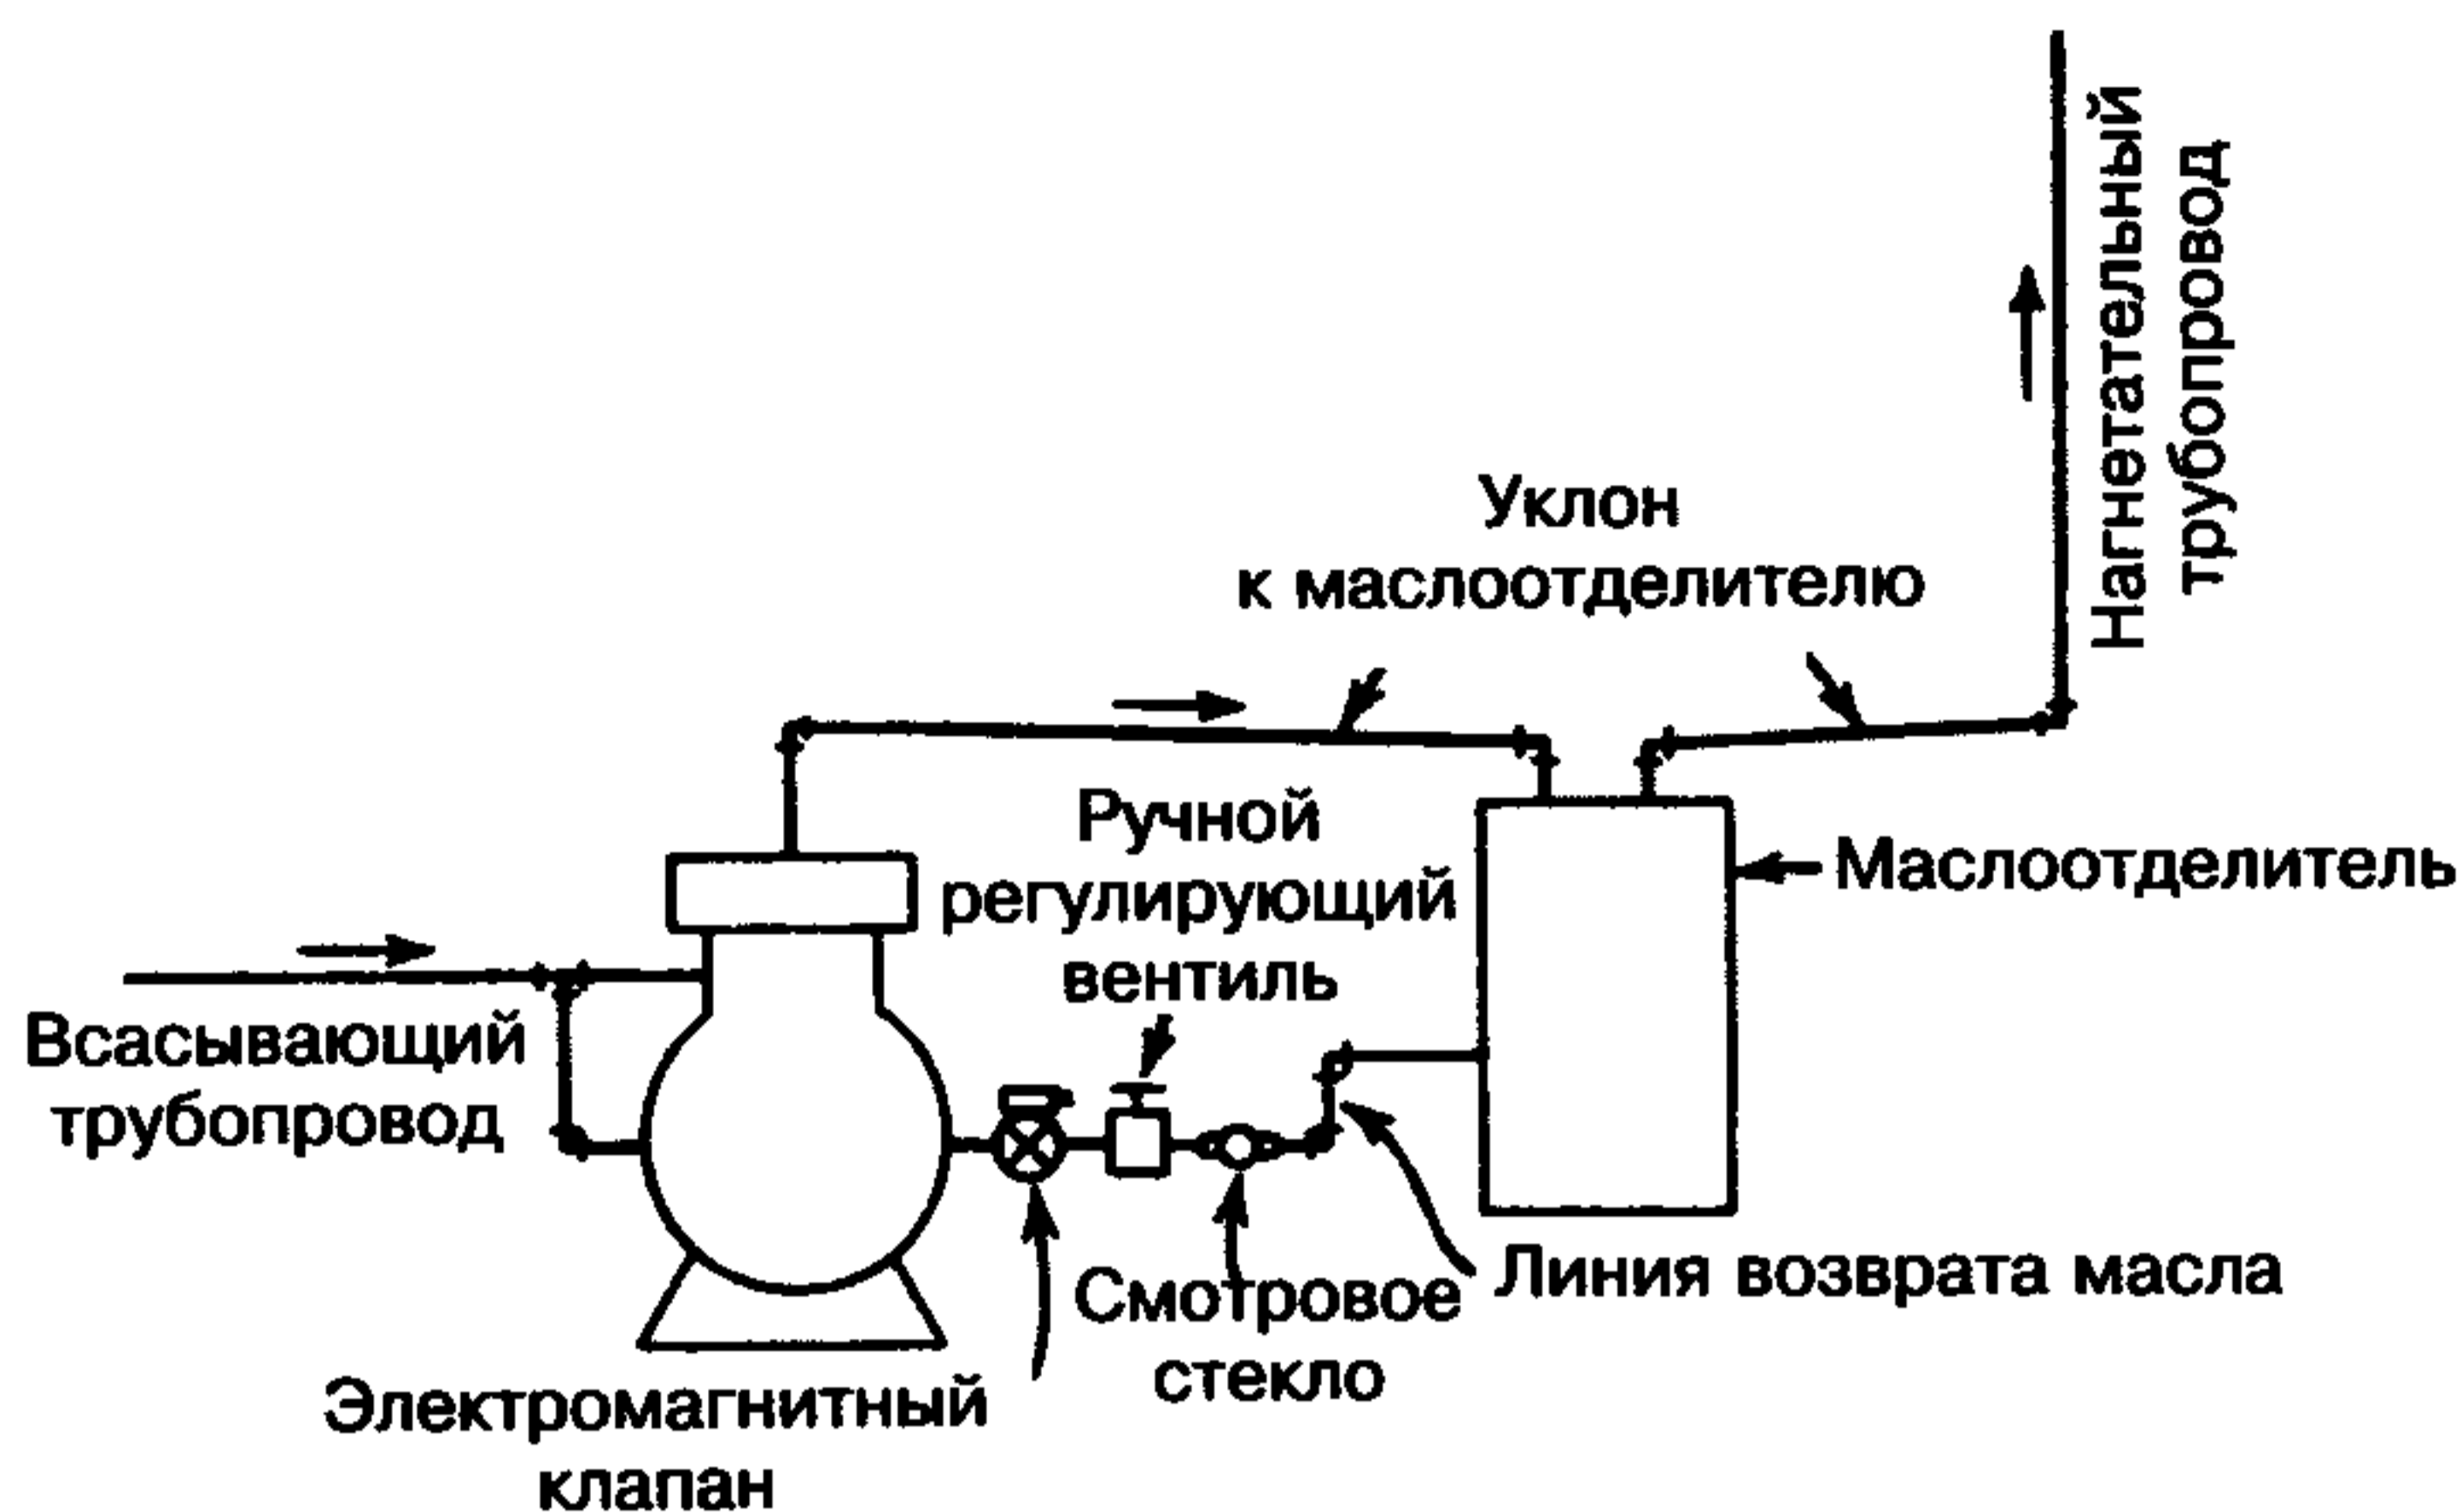 Нагнетательный
трубопровод
Уклон
к маслоотделителю
Ручной
регулирующий
вентиль
Маслоотделитель
Всасывающий
трубопровод
Линия возврата масла
Смотровое
стекло
Электромагнитный
клапан